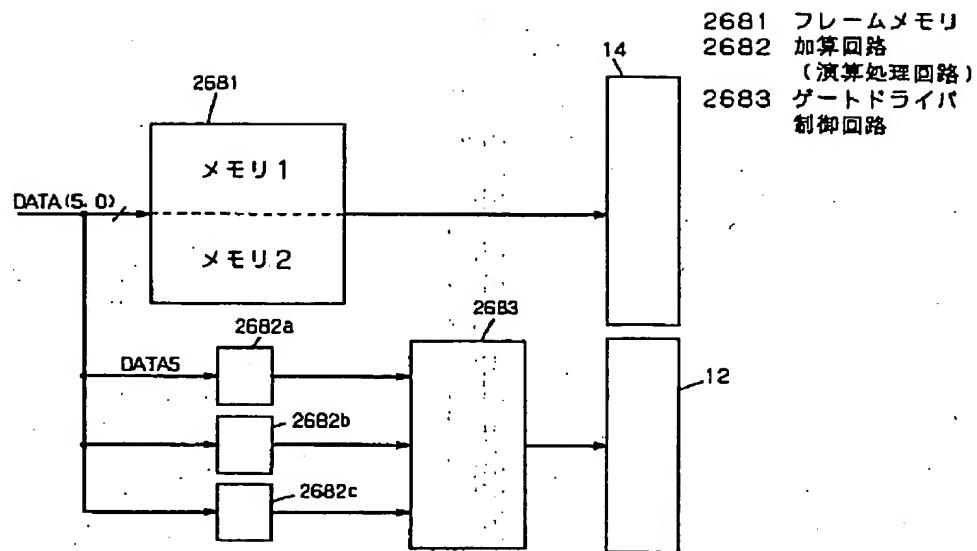 2681 フレームメモリ
2682 加算回路
(演算処理回路)
2683 ゲートドライバ
制御回路
14
2681
メモリ1
DATA(5. 0)
メモリ2
2683
2682a
DATA5
12
2682b
2682c